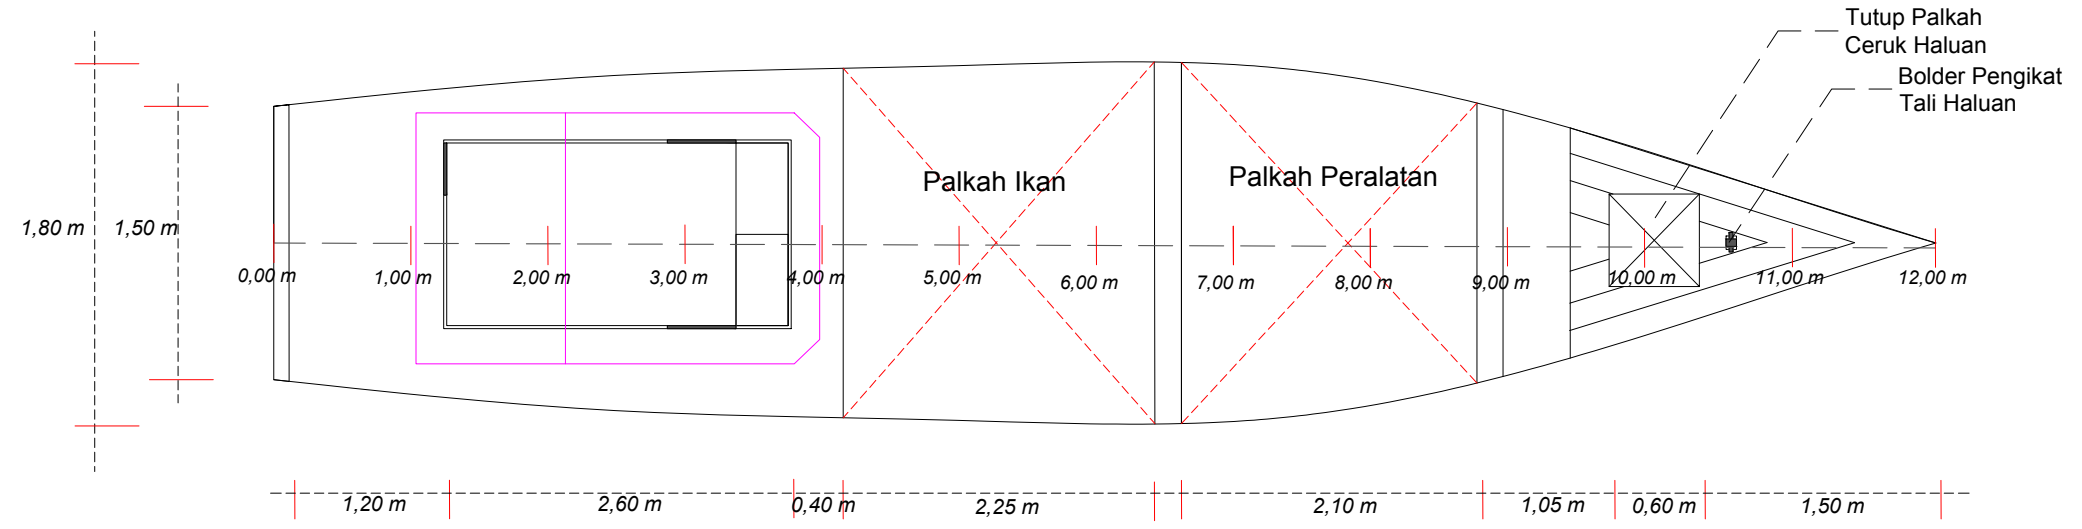 Tutup Palkah
Ceruk Haluan
Bolder Pengikat
Tali Haluan
Palkah Ikan
Palkah Peralatan
1,80 m
1,50 m
0,00 m
1,00 m
2,00 m
3,00 m
4,00 m
5,00 m
6,00 m
7,00 m
8,00 m
9,00 m
10,00 m
11,00 m
12,00 m
1,20 m
2,60 m
0,40 m
2,25 m
2,10 m
1,05 m
0,60 m
1,50 m